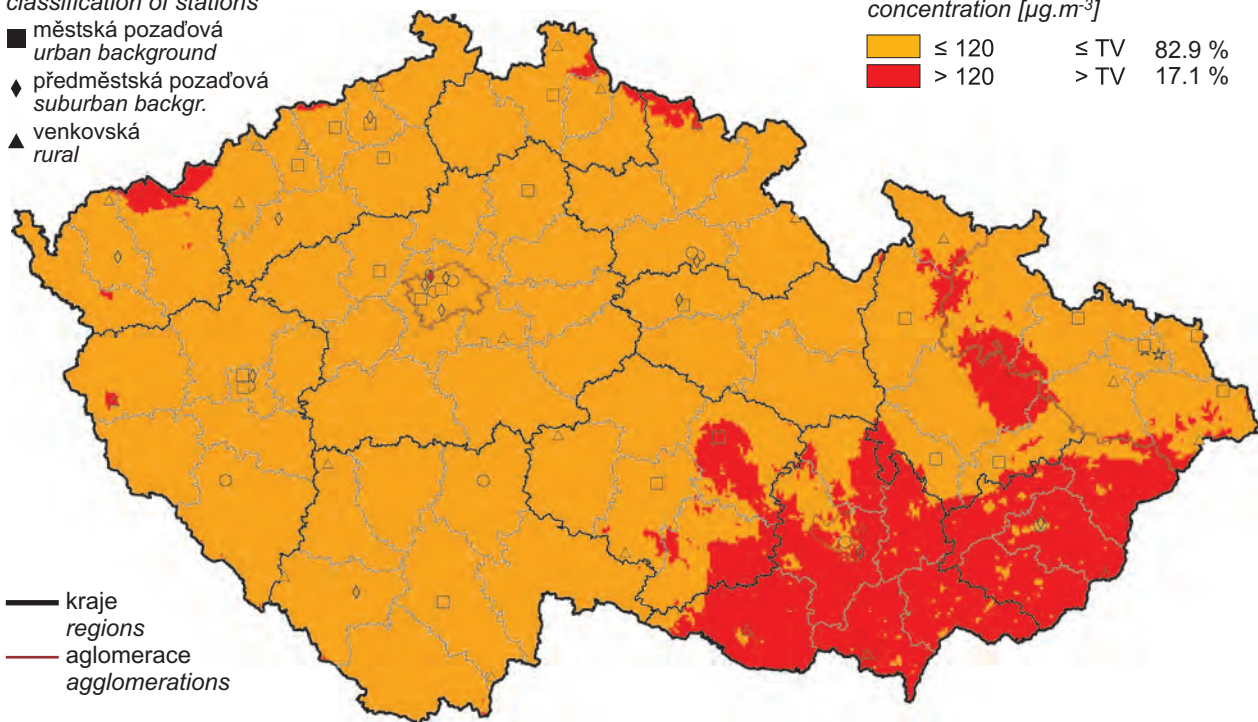 classification of stations
městská pozaďová
urban background
předměstská pozaďová
suburban backgr.
venkovská
rural
concentration [µg.m⁻³]
≤ 120 ≤ TV 82.9 %
> 120 > TV 17.1 %
kraje
regions
aglomerace
agglomerations